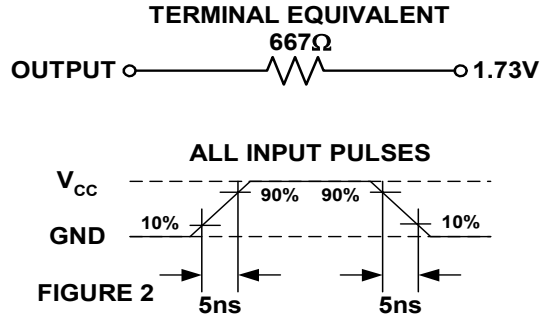 TERMINAL EQUIVALENT
667Ω
OUTPUT 1.73V
ALL INPUT PULSES
VCC
90% 90%
10% 10%
GND
FIGURE 2
5ns 5ns